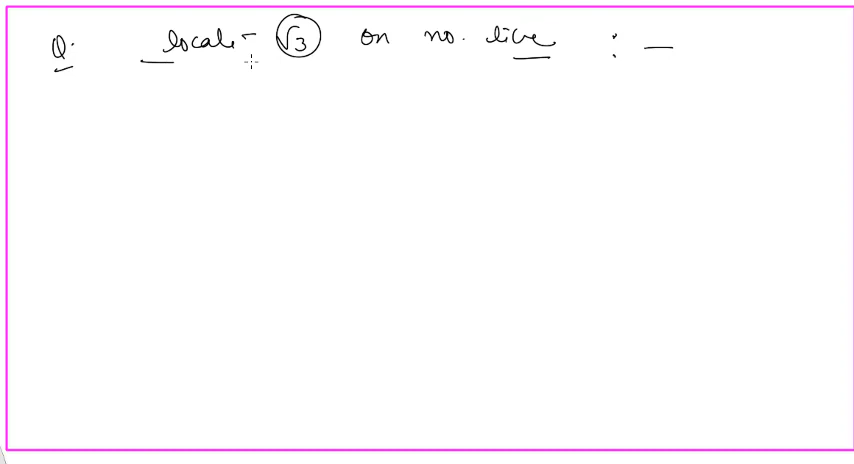 Q. locate √3 on no. line : —